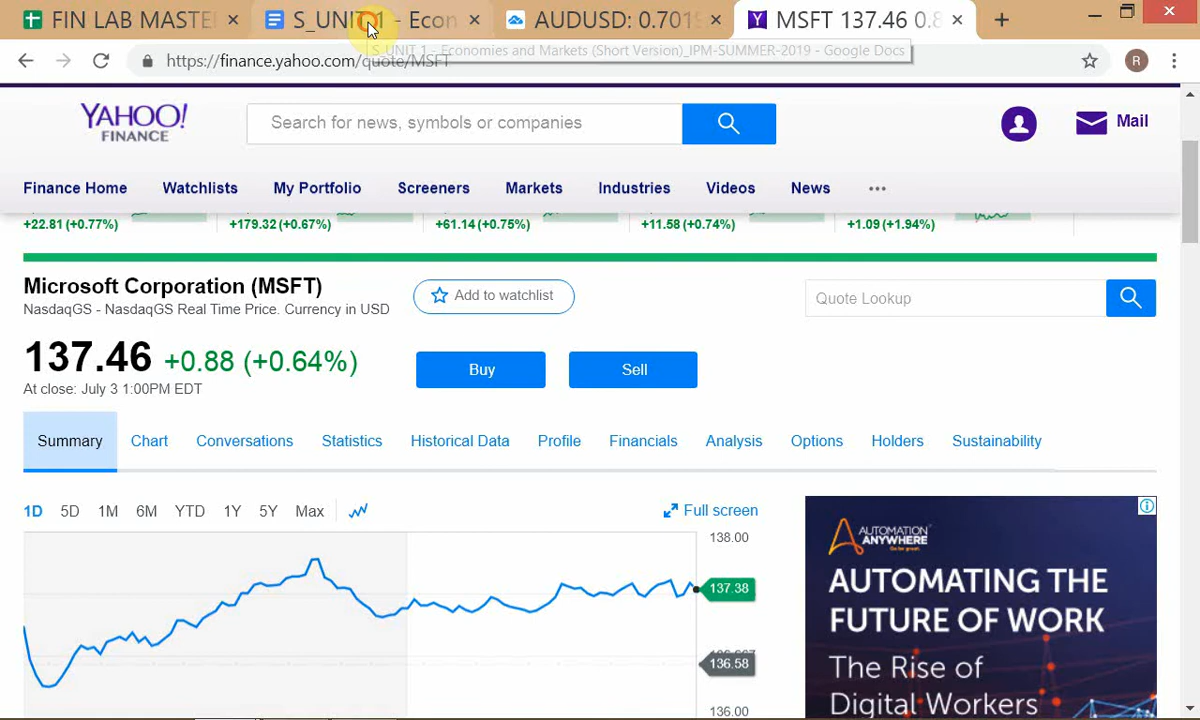 FIN LAB MASTE
S_UNIT 1 - Econ
AUDUSD: 0.7019
MSFT 137.46 0.8
S_UNIT 1 - Economies and Markets (Short Version)_IPM-SUMMER-2019 - Google Docs
https://finance.yahoo.com/quote/MSFT
R
YAHOO!
FINANCE
Search for news, symbols or companies
Mail
Finance Home
Watchlists
My Portfolio
Screeners
Markets
Industries
Videos
News
+22.81 (+0.77%)
+179.32 (+0.67%)
+61.14 (+0.75%)
+11.58 (+0.74%)
+1.09 (+1.94%)
Microsoft Corporation (MSFT)
Add to watchlist
Quote Lookup
NasdaqGS - NasdaqGS Real Time Price. Currency in USD
137.46 +0.88 (+0.64%)
Buy
Sell
At close: July 3 1:00PM EDT
Summary
Chart
Conversations
Statistics
Historical Data
Profile
Financials
Analysis
Options
Holders
Sustainability
1D 5D 1M 6M YTD 1Y 5Y Max
Full screen
138.00
137.38
136.58
136.00
AUTOMATION
ANYWHERE
Go be great.
AUTOMATING THE
FUTURE OF WORK
The Rise of
Digital Workers